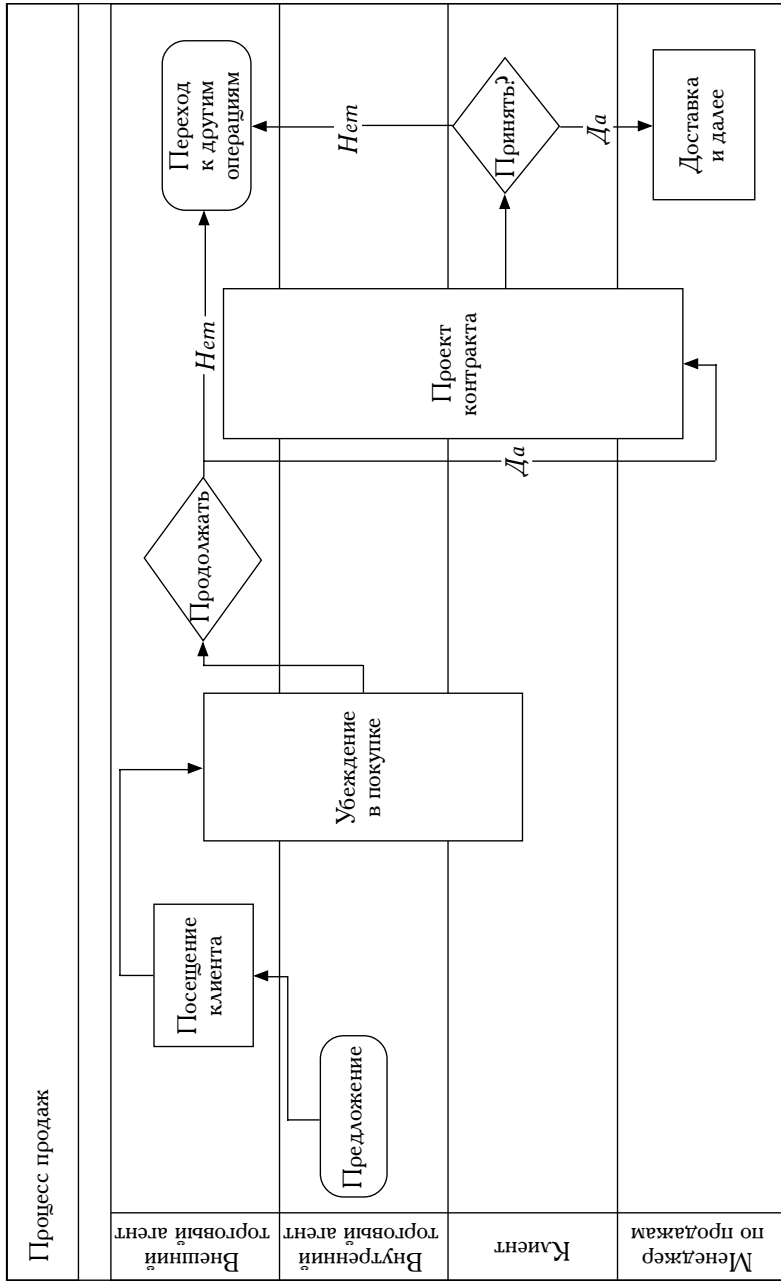 Процесс продаж
Внешний
торговый агент
Внутренний
торговый агент
Клиент
Менеджер
по продажам
Предложение
Посещение
клиента
Убеждение
в покупке
Продолжать
Нет
Да
Проект
контракта
Принять?
Нет
Да
Переход
к другим
операциям
Доставка
и далее